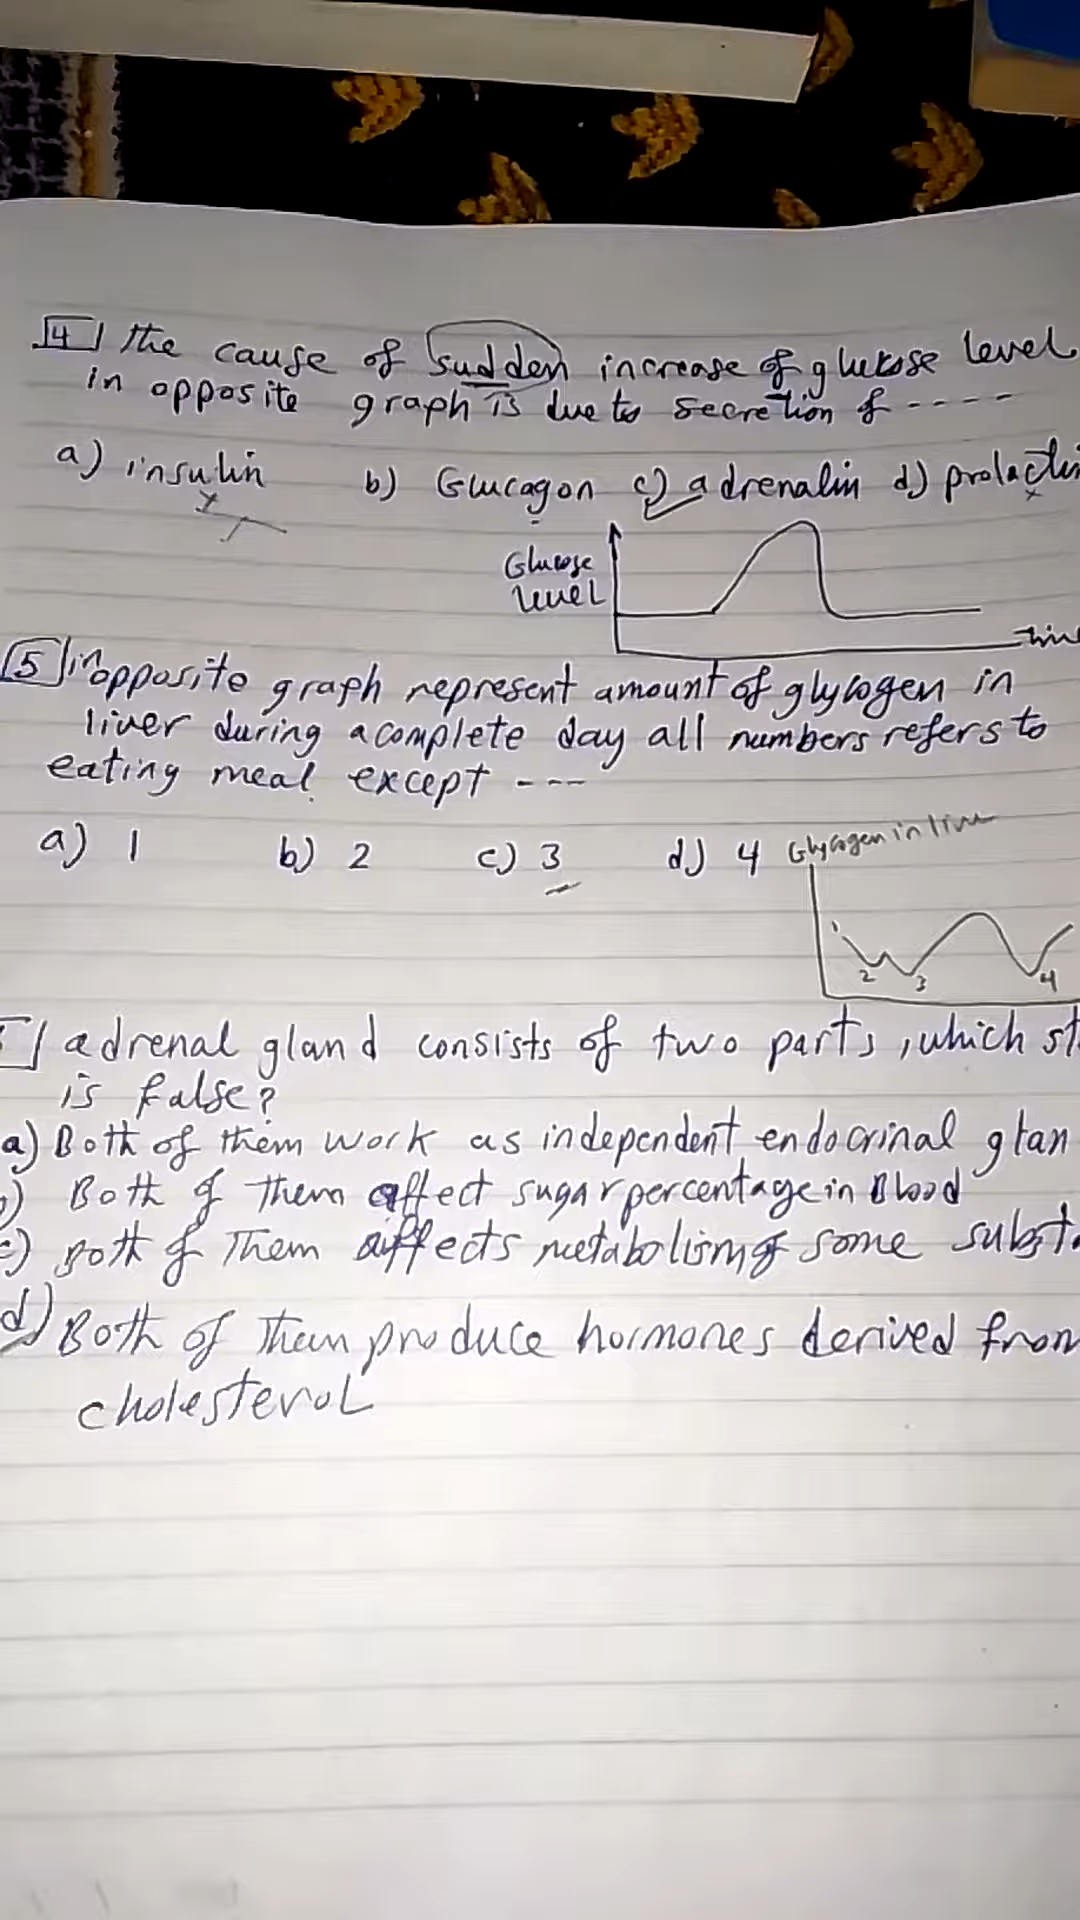 4 the cause of sudden increase of glucose level
in opposite graph is due to secretion of ----
a) insulin b) Glucagon c) adrenalin d) prolactin
Glucose
level
time
5 in opposite graph represent amount of glycogen in
liver during a complete day all numbers refers to
eating meal except ---
a) 1 b) 2 c) 3 d) 4
Glycogen in liver
1
2 3 4
adrenal gland consists of two parts, which st
is false?
a) Both of them work as independent endocrinal glan
) Both of them affect sugar percentage in Blood
c) Both of Them affects metabolism of some subst.
d) Both of Them produce hormones derived from
cholesterol